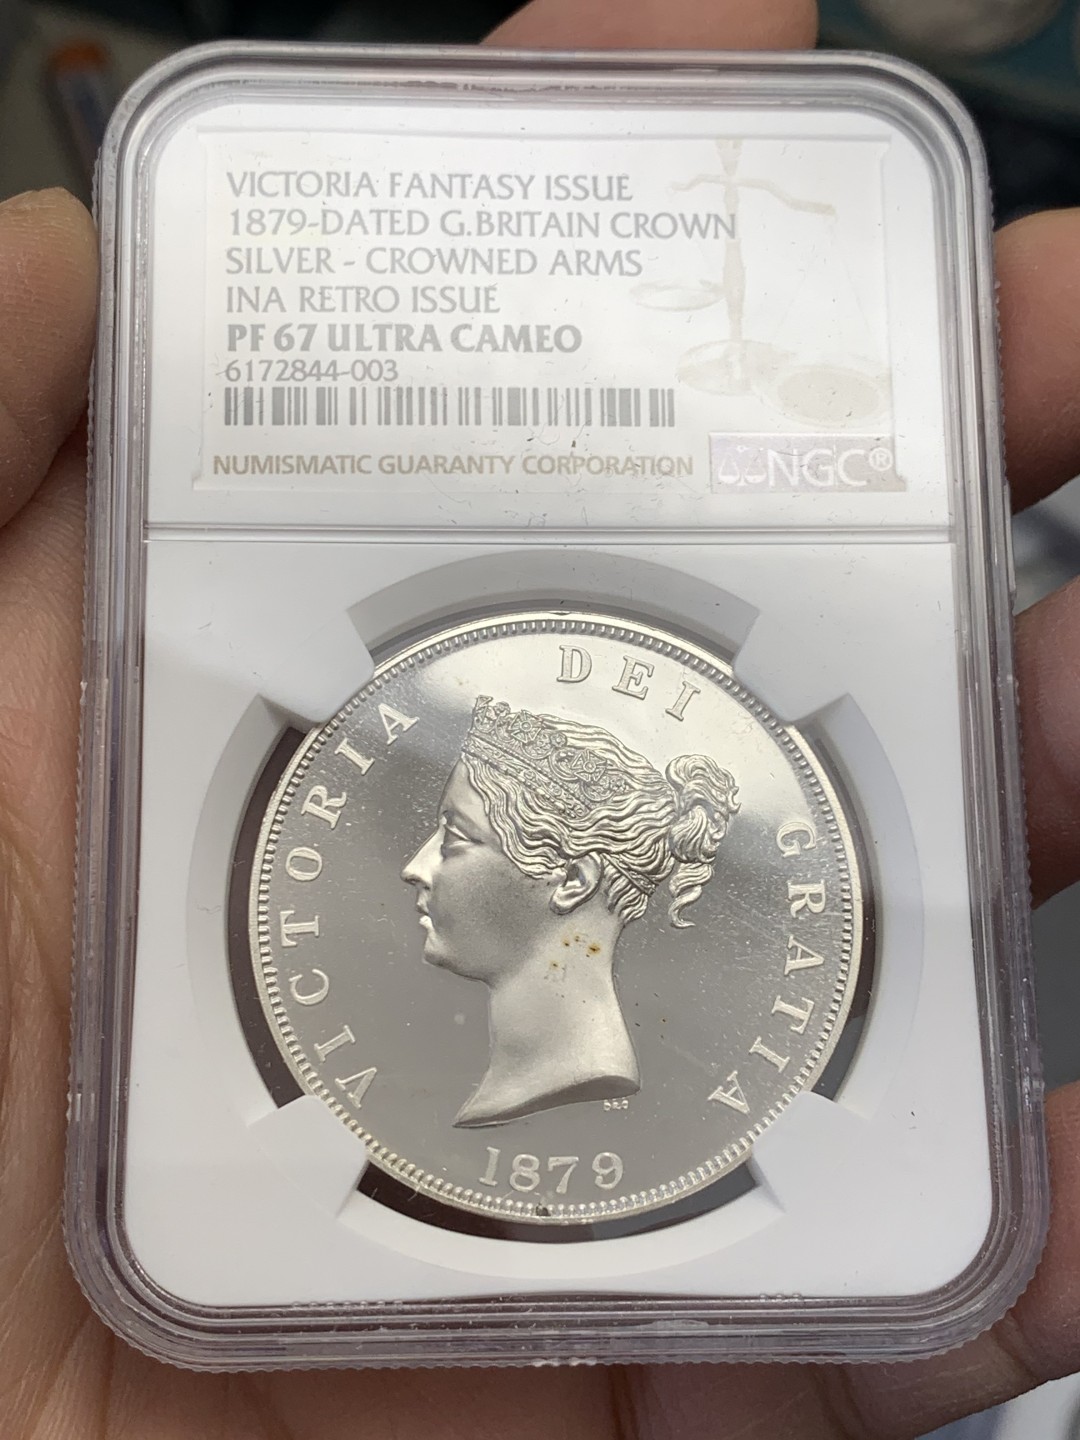 VICTORIA FANTASY ISSUE
1879-DATED G.BRITAIN CROWN
SILVER - CROWNED ARMS
INA RETRO ISSUE
PF 67 ULTRA CAMEO
6172844-003
NUMISMATIC GUARANTY CORPORATION
NGC®
VICTORIA DEI GRATIA
1879